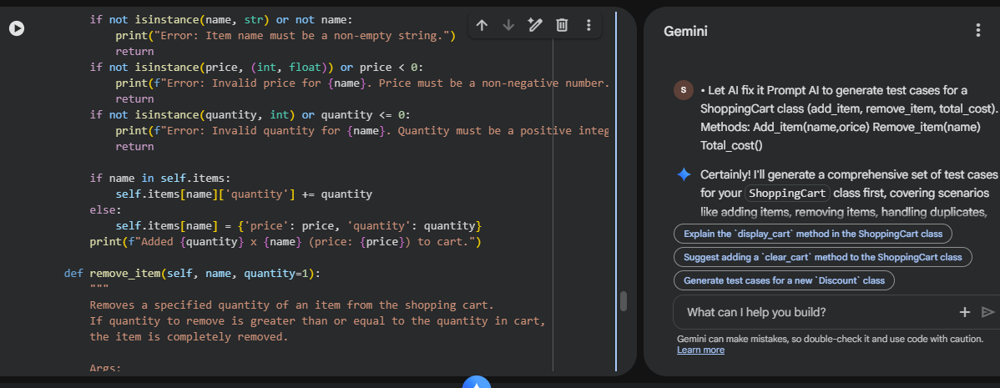 if not isinstance(name, str) or not name:
            print("Error: Item name must be a non-empty string.")
            return
        if not isinstance(price, (int, float)) or price < 0:
            print(f"Error: Invalid price for {name}. Price must be a non-negative number.
            return
        if not isinstance(quantity, int) or quantity <= 0:
            print(f"Error: Invalid quantity for {name}. Quantity must be a positive integ
            return

        if name in self.items:
            self.items[name]['quantity'] += quantity
        else:
            self.items[name] = {'price': price, 'quantity': quantity}
        print(f"Added {quantity} x {name} (price: {price}) to cart.")

    def remove_item(self, name, quantity=1):
        """
        Removes a specified quantity of an item from the shopping cart.
        If quantity to remove is greater than or equal to the quantity in cart,
        the item is completely removed.

        Args:
Gemini
S
• Let AI fix it Prompt AI to generate test cases for a
ShoppingCart class (add_item, remove_item, total_cost).
Methods: Add_item(name,orice) Remove_item(name)
Total_cost()
Certainly! I'll generate a comprehensive set of test cases
for your ShoppingCart class first, covering scenarios
like adding items, removing items, handling duplicates,
Explain the `display_cart` method in the ShoppingCart class
Suggest adding a `clear_cart` method to the ShoppingCart class
Generate test cases for a new `Discount` class
What can I help you build?
Gemini can make mistakes, so double-check it and use code with caution.
Learn more